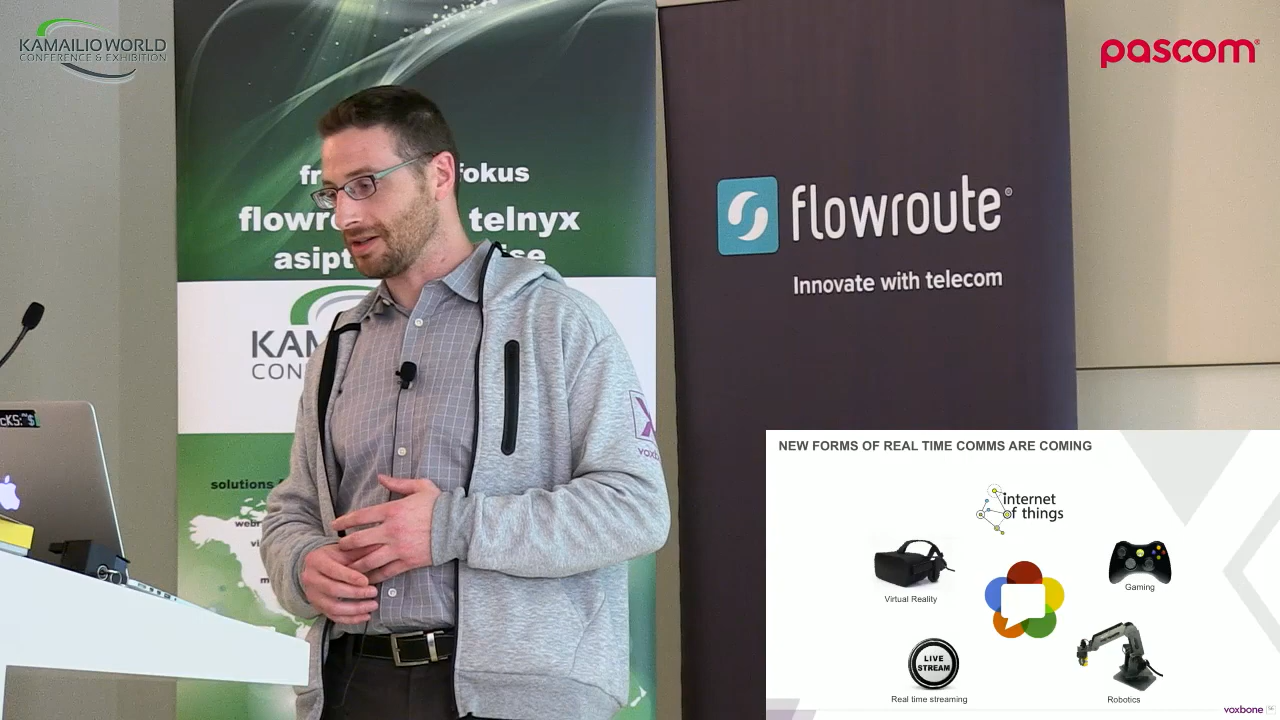 KAMAILIO WORLD
CONFERENCE & EXHIBITION
pascom
fokus
telnyx
flowroute
Innovate with telecom
solutions
NEW FORMS OF REAL TIME COMMS ARE COMING
internet
of things
Virtual Reality
Gaming
LIVE
STREAM
Real time streaming
Robotics
voxbone